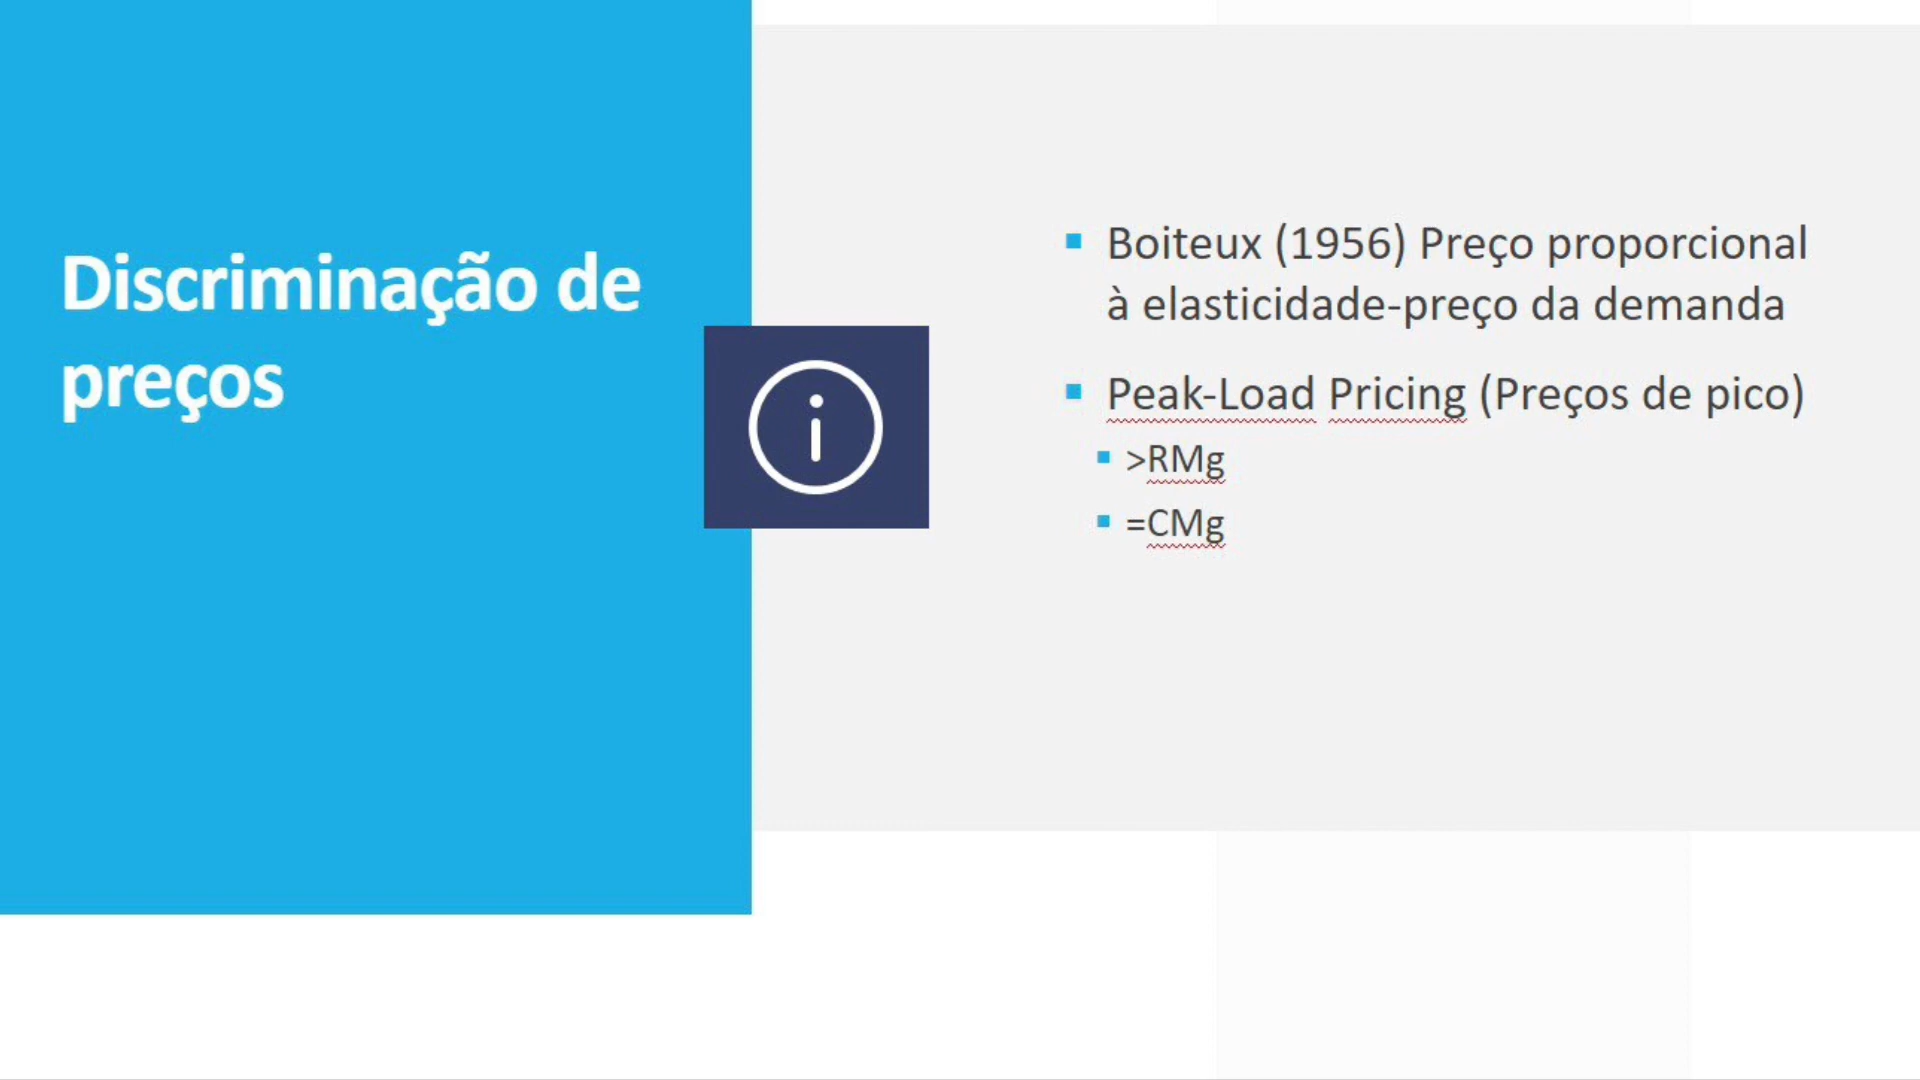 Discriminação de
preços
Boiteux (1956) Preço proporcional
à elasticidade-preço da demanda
Peak-Load Pricing (Preços de pico)
>RMg
=CMg